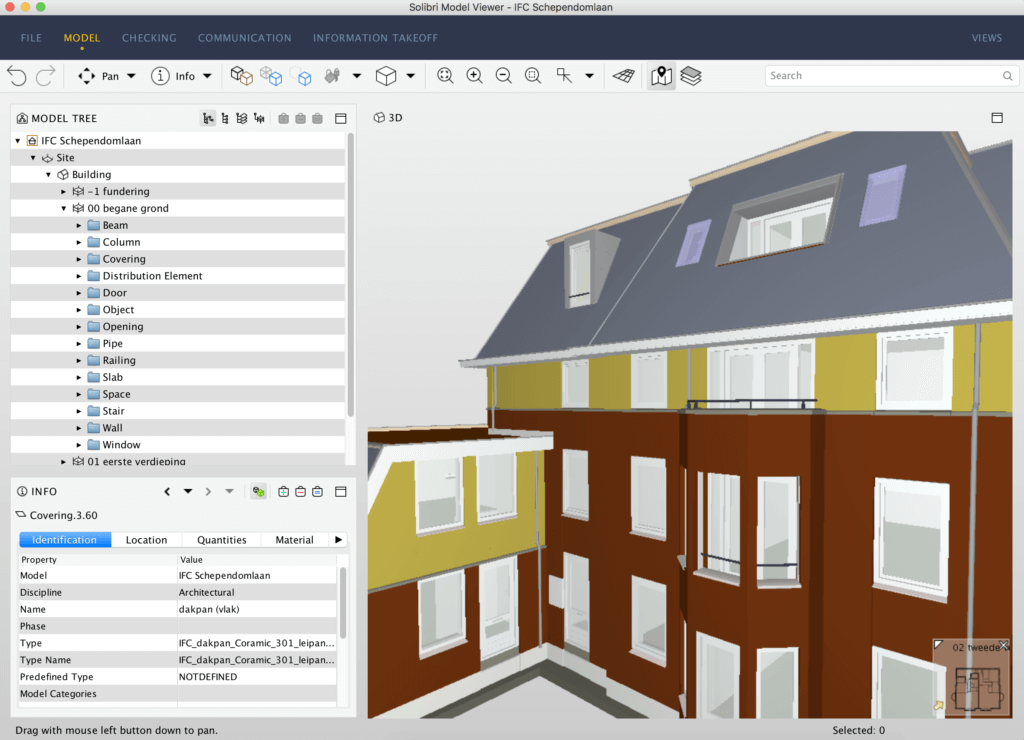 Solibri Model Viewer - IFC Schependomlaan
FILE MODEL CHECKING COMMUNICATION INFORMATION TAKEOFF VIEWS
Pan Info Search
MODEL TREE
IFC Schependomlaan
Site
Building
-1 fundering
00 begane grond
Beam
Column
Covering
Distribution Element
Door
Object
Opening
Pipe
Railing
Slab
Space
Stair
Wall
Window
01 eerste verdieping
INFO
Covering.3.60
Identification Location Quantities Material
Property Value
Model IFC Schependomlaan
Discipline Architectural
Name dakpan (vlak)
Phase
Type IFC_dakpan_Ceramic_301_leipan...
Type Name IFC_dakpan_Ceramic_301_leipan...
Predefined Type NOTDEFINED
Model Categories
3D
02 tweede
Drag with mouse left button down to pan. Selected: 0